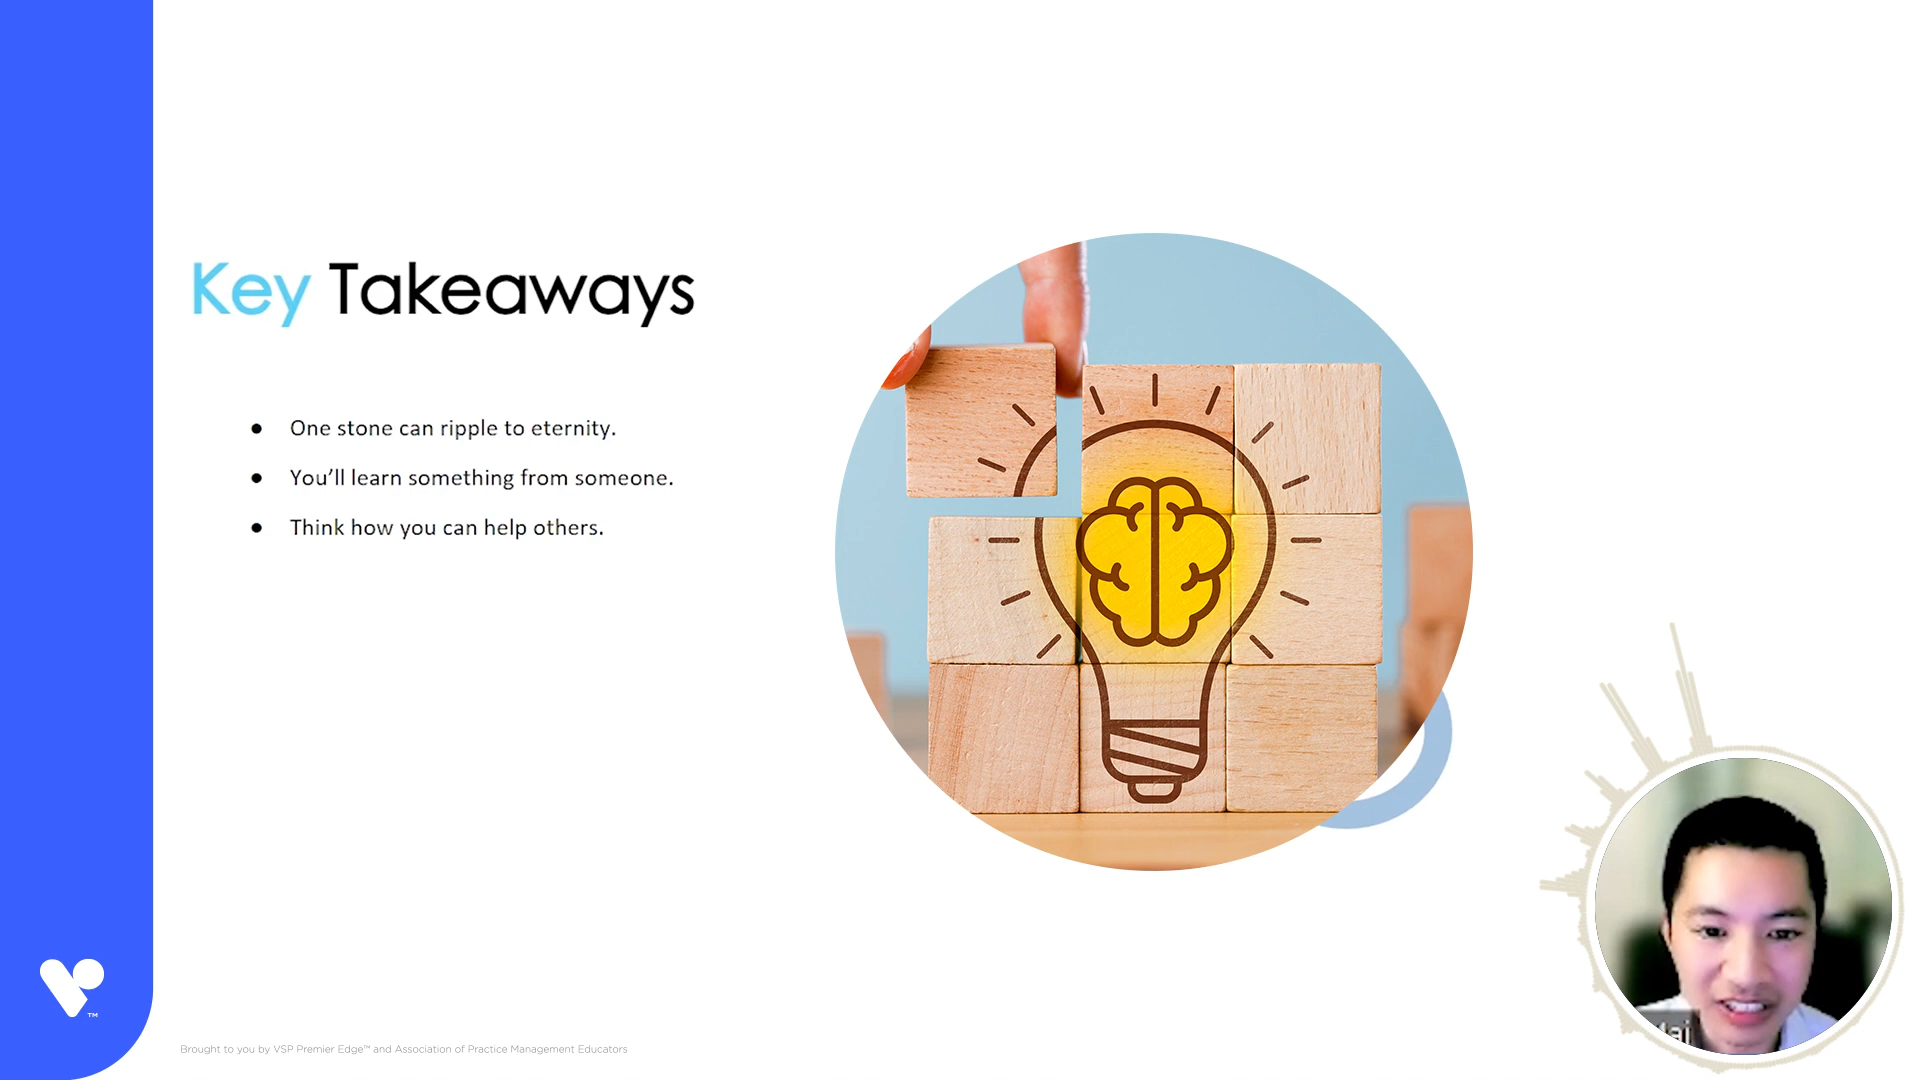 Key Takeaways
● One stone can ripple to eternity.
● You’ll learn something from someone.
● Think how you can help others.
TM
Brought to you by VSP Premier Edge™ and Association of Practice Management Educators